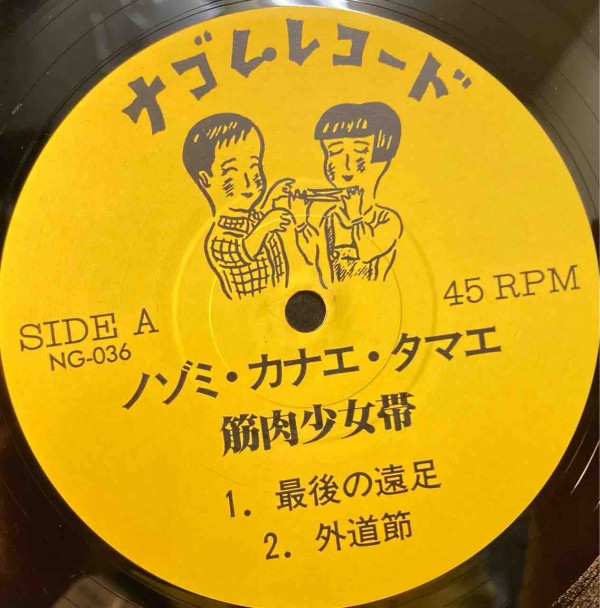 ナゴムレコード
SIDE A
NG-036
45 RPM
ノゾミ・カナエ・タマエ
筋肉少女帯
1. 最後の遠足
2. 外道節